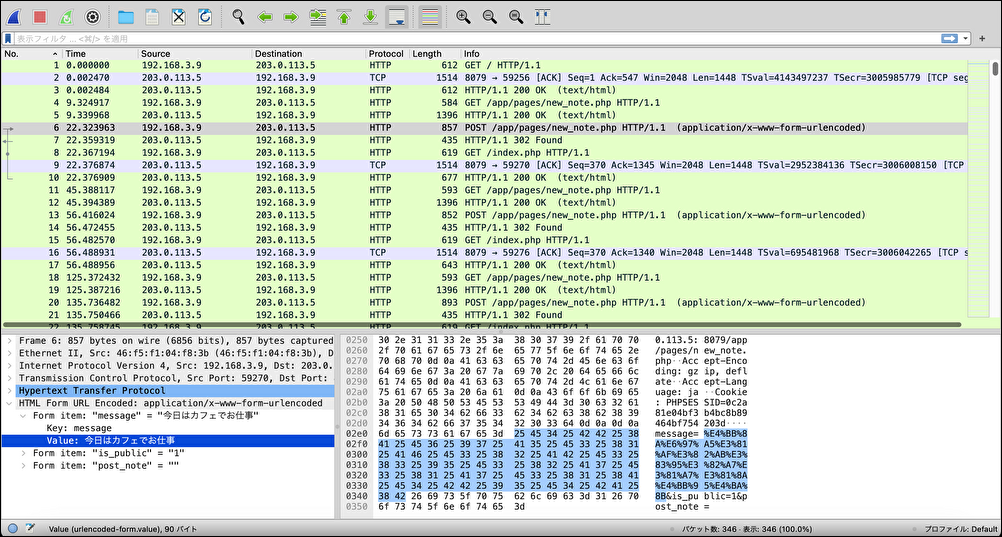 表示フィルタ ... <⌘/> を適用
No. Time Source Destination Protocol Length Info
1 0.000000 192.168.3.9 203.0.113.5 HTTP 612 GET / HTTP/1.1
2 0.002470 203.0.113.5 192.168.3.9 TCP 1514 8079 → 59256 [ACK] Seq=1 Ack=547 Win=2048 Len=1448 TSval=4143497237 TSecr=3005985779 [TCP seg
3 0.002484 203.0.113.5 192.168.3.9 HTTP 612 HTTP/1.1 200 OK (text/html)
4 9.324917 192.168.3.9 203.0.113.5 HTTP 584 GET /app/pages/new_note.php HTTP/1.1
5 9.339968 203.0.113.5 192.168.3.9 HTTP 1396 HTTP/1.1 200 OK (text/html)
6 22.323963 192.168.3.9 203.0.113.5 HTTP 857 POST /app/pages/new_note.php HTTP/1.1 (application/x-www-form-urlencoded)
7 22.359319 203.0.113.5 192.168.3.9 HTTP 435 HTTP/1.1 302 Found
8 22.367194 192.168.3.9 203.0.113.5 HTTP 619 GET /index.php HTTP/1.1
9 22.376874 203.0.113.5 192.168.3.9 TCP 1514 8079 → 59270 [ACK] Seq=370 Ack=1345 Win=2048 Len=1448 TSval=2952384136 TSecr=3006008150 [TCP
10 22.376909 203.0.113.5 192.168.3.9 HTTP 677 HTTP/1.1 200 OK (text/html)
11 45.388117 192.168.3.9 203.0.113.5 HTTP 593 GET /app/pages/new_note.php HTTP/1.1
12 45.394389 203.0.113.5 192.168.3.9 HTTP 1396 HTTP/1.1 200 OK (text/html)
13 56.416024 192.168.3.9 203.0.113.5 HTTP 852 POST /app/pages/new_note.php HTTP/1.1 (application/x-www-form-urlencoded)
14 56.472455 203.0.113.5 192.168.3.9 HTTP 435 HTTP/1.1 302 Found
15 56.482570 192.168.3.9 203.0.113.5 HTTP 619 GET /index.php HTTP/1.1
16 56.488931 203.0.113.5 192.168.3.9 TCP 1514 8079 → 59276 [ACK] Seq=370 Ack=1340 Win=2048 Len=1448 TSval=695481968 TSecr=3006042265 [TCP s
17 56.488956 203.0.113.5 192.168.3.9 HTTP 643 HTTP/1.1 200 OK (text/html)
18 125.372432 192.168.3.9 203.0.113.5 HTTP 593 GET /app/pages/new_note.php HTTP/1.1
19 125.387216 203.0.113.5 192.168.3.9 HTTP 1396 HTTP/1.1 200 OK (text/html)
20 135.736482 192.168.3.9 203.0.113.5 HTTP 893 POST /app/pages/new_note.php HTTP/1.1 (application/x-www-form-urlencoded)
21 135.750466 203.0.113.5 192.168.3.9 HTTP 435 HTTP/1.1 302 Found
22 135.758745 192.168.3.9 203.0.113.5 HTTP 619 GET /index.php HTTP/1.1
Frame 6: 857 bytes on wire (6856 bits), 857 bytes captured
Ethernet II, Src: 46:f5:f1:04:f8:3b (46:f5:f1:04:f8:3b), D
Internet Protocol Version 4, Src: 192.168.3.9, Dst: 203.0.
Transmission Control Protocol, Src Port: 59270, Dst Port:
Hypertext Transfer Protocol
HTML Form URL Encoded: application/x-www-form-urlencoded
Form item: "message" = "今日はカフェでお仕事"
Key: message
Value: 今日はカフェでお仕事
Form item: "is_public" = "1"
Form item: "post_note" = ""
0250 30 2e 31 31 33 2e 35 3a 38 30 37 39 2f 61 70 70 0.113.5: 8079/app
0260 2f 70 61 67 65 73 2f 6e 65 77 5f 6e 6f 74 65 2e /pages/n ew_note.
0270 70 68 70 0d 0a 41 63 63 65 70 74 2d 45 6e 63 6f php··Acc ept-Enco
0280 64 69 6e 67 3a 20 67 7a 69 70 2c 20 64 65 66 6c ding: gz ip, defl
0290 61 74 65 0d 0a 41 63 63 65 70 74 2d 4c 61 6e 67 ate··Acc ept-Lang
02a0 75 61 67 65 3a 20 6a 61 0d 0a 43 6f 6f 6b 69 65 uage: ja ··Cookie
02b0 3a 20 50 48 50 53 45 53 53 49 44 3d 30 63 32 61 : PHPSES SID=0c2a
02c0 38 31 65 30 34 62 66 33 62 34 62 63 38 62 38 39 81e04bf3 b4bc8b89
02d0 34 36 34 62 66 37 35 34 32 30 33 64 0d 0a 0d 0a 464bf754 203d····
02e0 6d 65 73 73 61 67 65 3d 25 45 34 25 42 42 25 38 message= %E4%BB%8
02f0 41 25 45 36 25 39 37 25 41 35 25 45 33 25 38 31 A%E6%97% A5%E3%81
0300 25 41 46 25 45 33 25 38 32 25 41 42 25 45 33 25 %AF%E3%8 2%AB%E3%
0310 38 33 25 39 35 25 45 33 25 38 32 25 41 37 25 45 83%95%E3 %82%A7%E
0320 33 25 38 31 25 41 37 25 45 33 25 38 31 25 38 41 3%81%A7% E3%81%8A
0330 25 45 34 25 42 42 25 39 35 25 45 34 25 42 41 25 %E4%BB%9 5%E4%BA%
0340 38 42 26 69 73 5f 70 75 62 6c 69 63 3d 31 26 70 8B&is_pu blic=1&p
0350 6f 73 74 5f 6e 6f 74 65 3d ost_note =
Value (urlencoded-form.value), 90 バイト パケット数: 346 · 表示: 346 (100.0%) プロファイル: Default